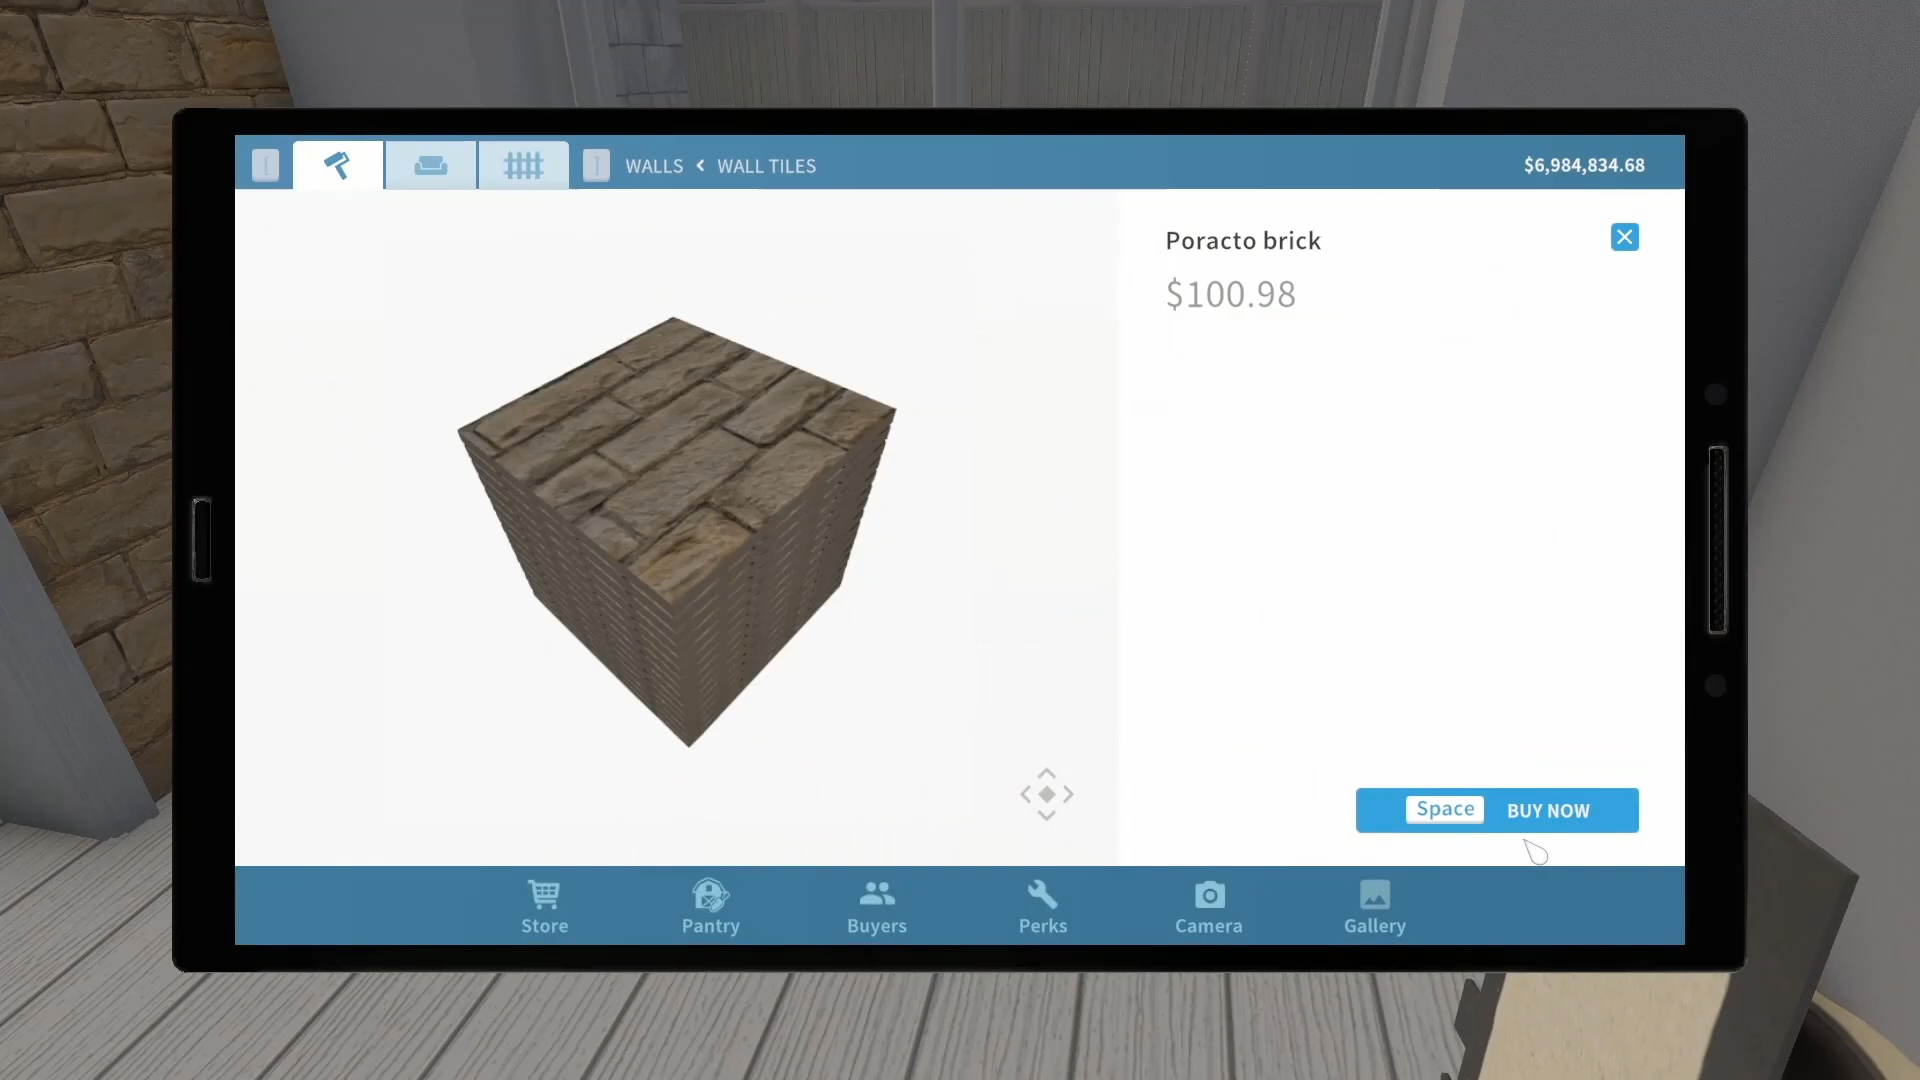 [
] WALLS < WALL TILES
$6,984,834.68
Poracto brick
$100.98
Space BUY NOW
Store
Pantry
Buyers
Perks
Camera
Gallery